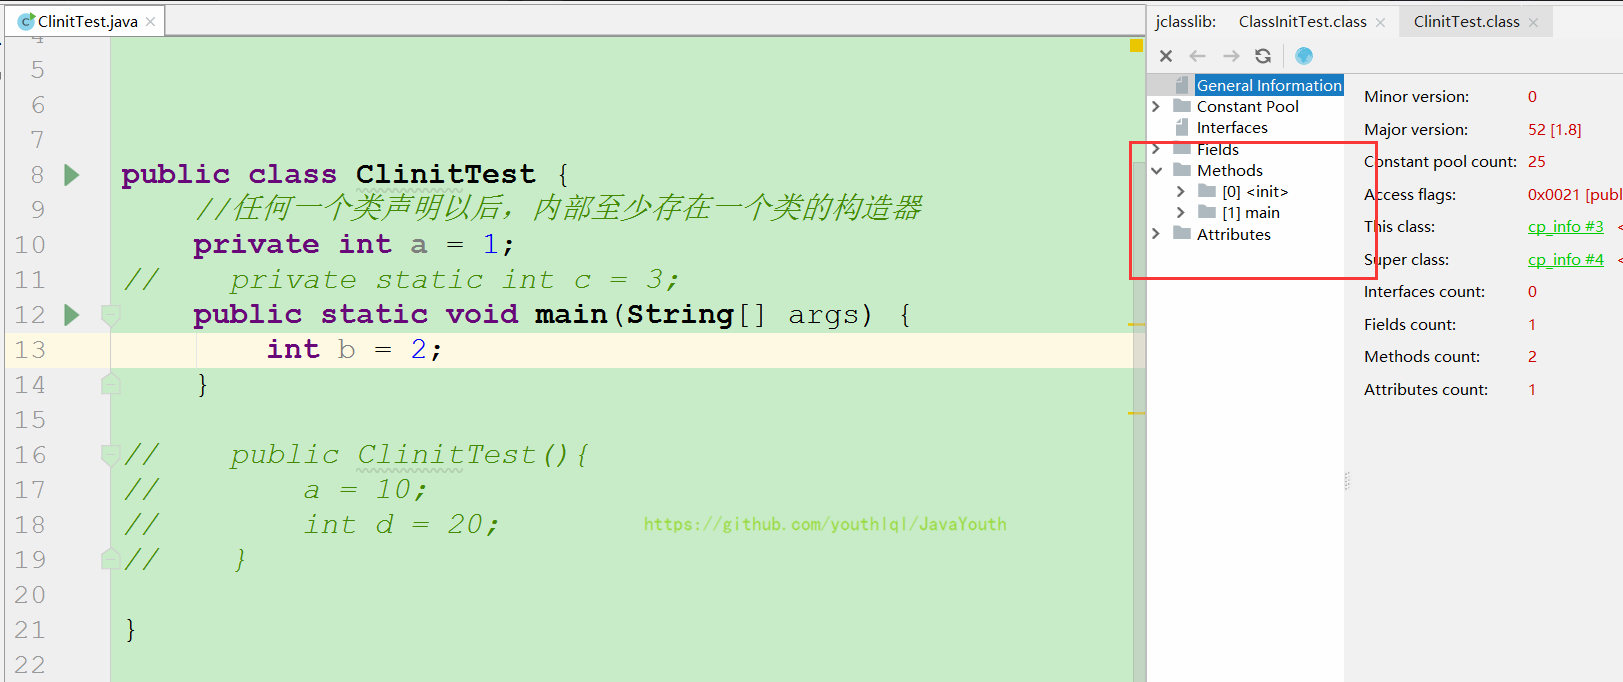 ClinitTest.java
jclasslib: ClassInitTest.class ClinitTest.class
4
5
6
7
8 public class ClinitTest {
9 //任何一个类声明以后，内部至少存在一个类的构造器
10 private int a = 1;
11 // private static int c = 3;
12 public static void main(String[] args) {
13 int b = 2;
14 }
15
16 // public ClinitTest(){
17 // a = 10;
18 // int d = 20;
19 // }
20
21 }
22
https://github.com/youthlql/JavaYouth
General Information
Constant Pool
Interfaces
Fields
Methods
[0] <init>
[1] main
Attributes
Minor version: 0
Major version: 52 [1.8]
Constant pool count: 25
Access flags: 0x0021 [publ
This class: cp_info #3 <
Super class: cp_info #4 <
Interfaces count: 0
Fields count: 1
Methods count: 2
Attributes count: 1